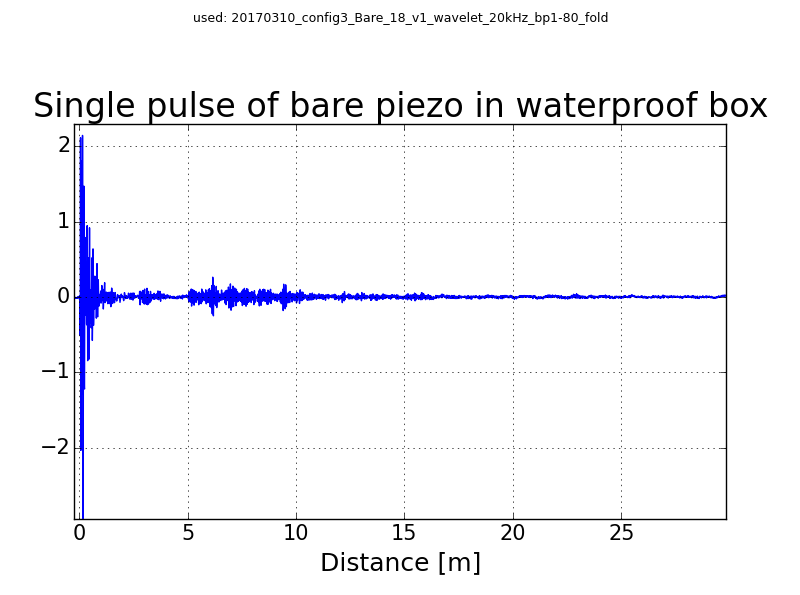 used: 20170310_config3_Bare_18_v1_wavelet_20kHz_bp1-80_fold
Single pulse of bare piezo in waterproof box
2
1
0
−1
−2
0 5 10 15 20 25
Distance [m]